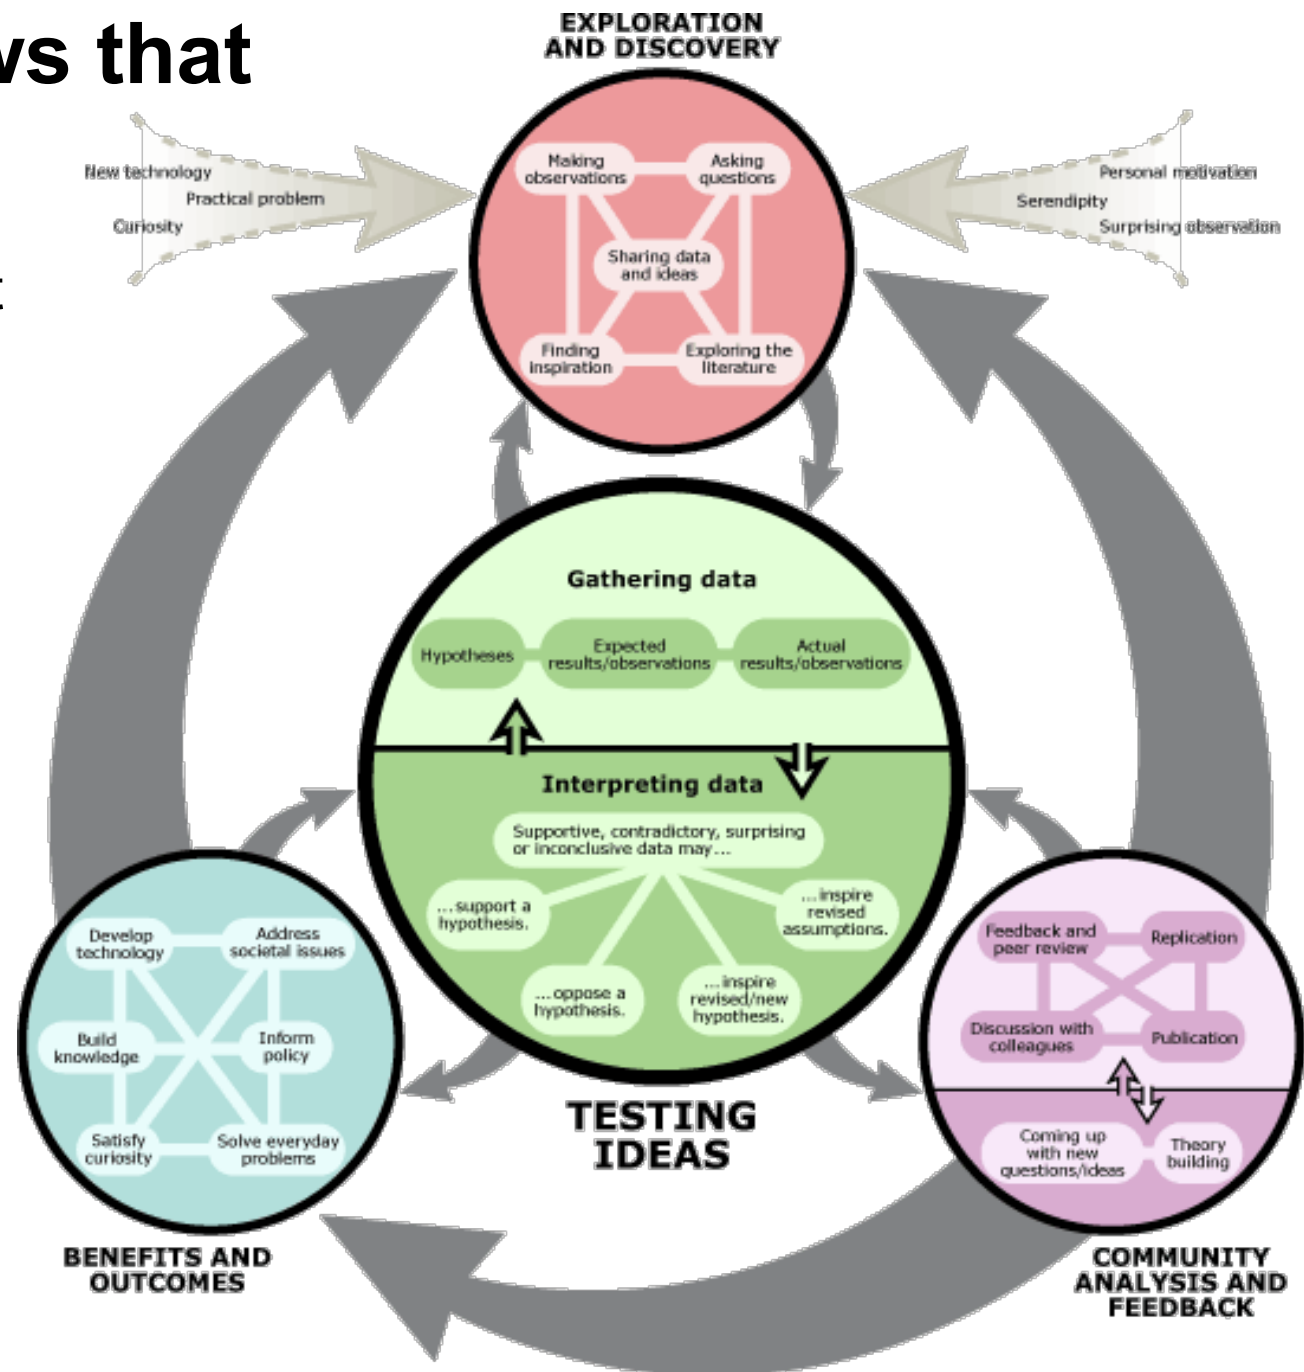 ws that
t
EXPLORATION
AND DISCOVERY
New technology
Practical problem
Curiosity
Personal motivation
Serendipity
Surprising observation
Making
observations
Asking
questions
Sharing data
and ideas
Finding
inspiration
Exploring the
literature
Gathering data
Hypotheses
Expected
results/observations
Actual
results/observations
Interpreting data
Supportive, contradictory, surprising
or inconclusive data may...
...support a
hypothesis.
...oppose a
hypothesis.
...inspire
revised/new
hypothesis.
...inspire
revised
assumptions.
TESTING
IDEAS
Develop
technology
Address
societal issues
Build
knowledge
Inform
policy
Satisfy
curiosity
Solve everyday
problems
BENEFITS AND
OUTCOMES
Feedback and
peer review
Replication
Discussion with
colleagues
Publication
Coming up
with new
questions/ideas
Theory
building
COMMUNITY
ANALYSIS AND
FEEDBACK